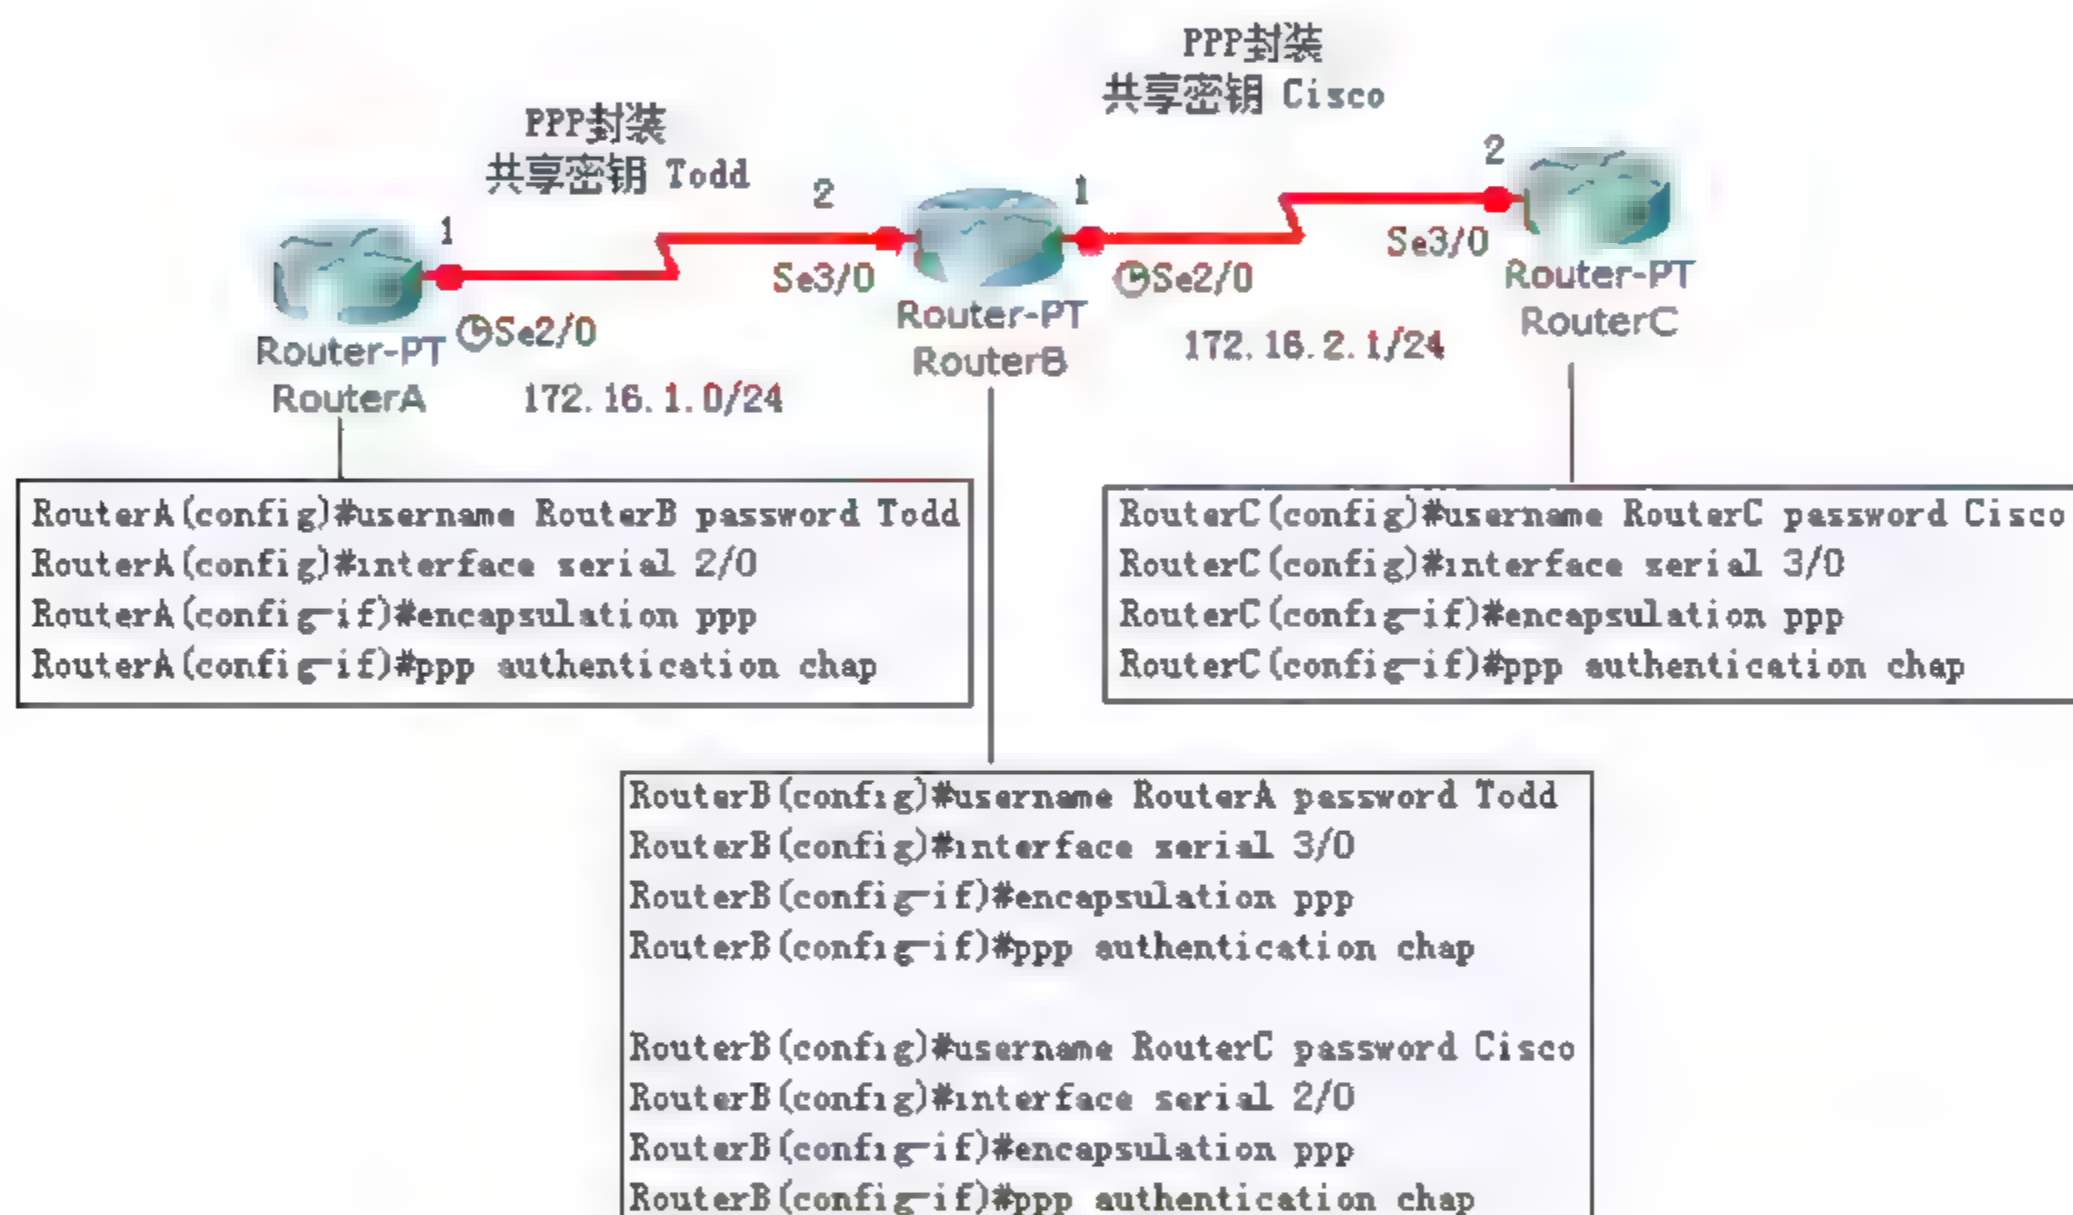 PPP封装
共享密钥 Cisco
PPP封装
共享密钥 Todd
1
2
1
2
Se2/0
Se3/0
Se2/0
Se3/0
Router-PT
RouterA
Router-PT
RouterB
Router-PT
RouterC
172.16.1.0/24
172.16.2.1/24
RouterA(config)#username RouterB password Todd
RouterA(config)#interface serial 2/0
RouterA(config-if)#encapsulation ppp
RouterA(config-if)#ppp authentication chap
RouterC(config)#username RouterC password Cisco
RouterC(config)#interface serial 3/0
RouterC(config-if)#encapsulation ppp
RouterC(config-if)#ppp authentication chap
RouterB(config)#username RouterA password Todd
RouterB(config)#interface serial 3/0
RouterB(config-if)#encapsulation ppp
RouterB(config-if)#ppp authentication chap
RouterB(config)#username RouterC password Cisco
RouterB(config)#interface serial 2/0
RouterB(config-if)#encapsulation ppp
RouterB(config-if)#ppp authentication chap